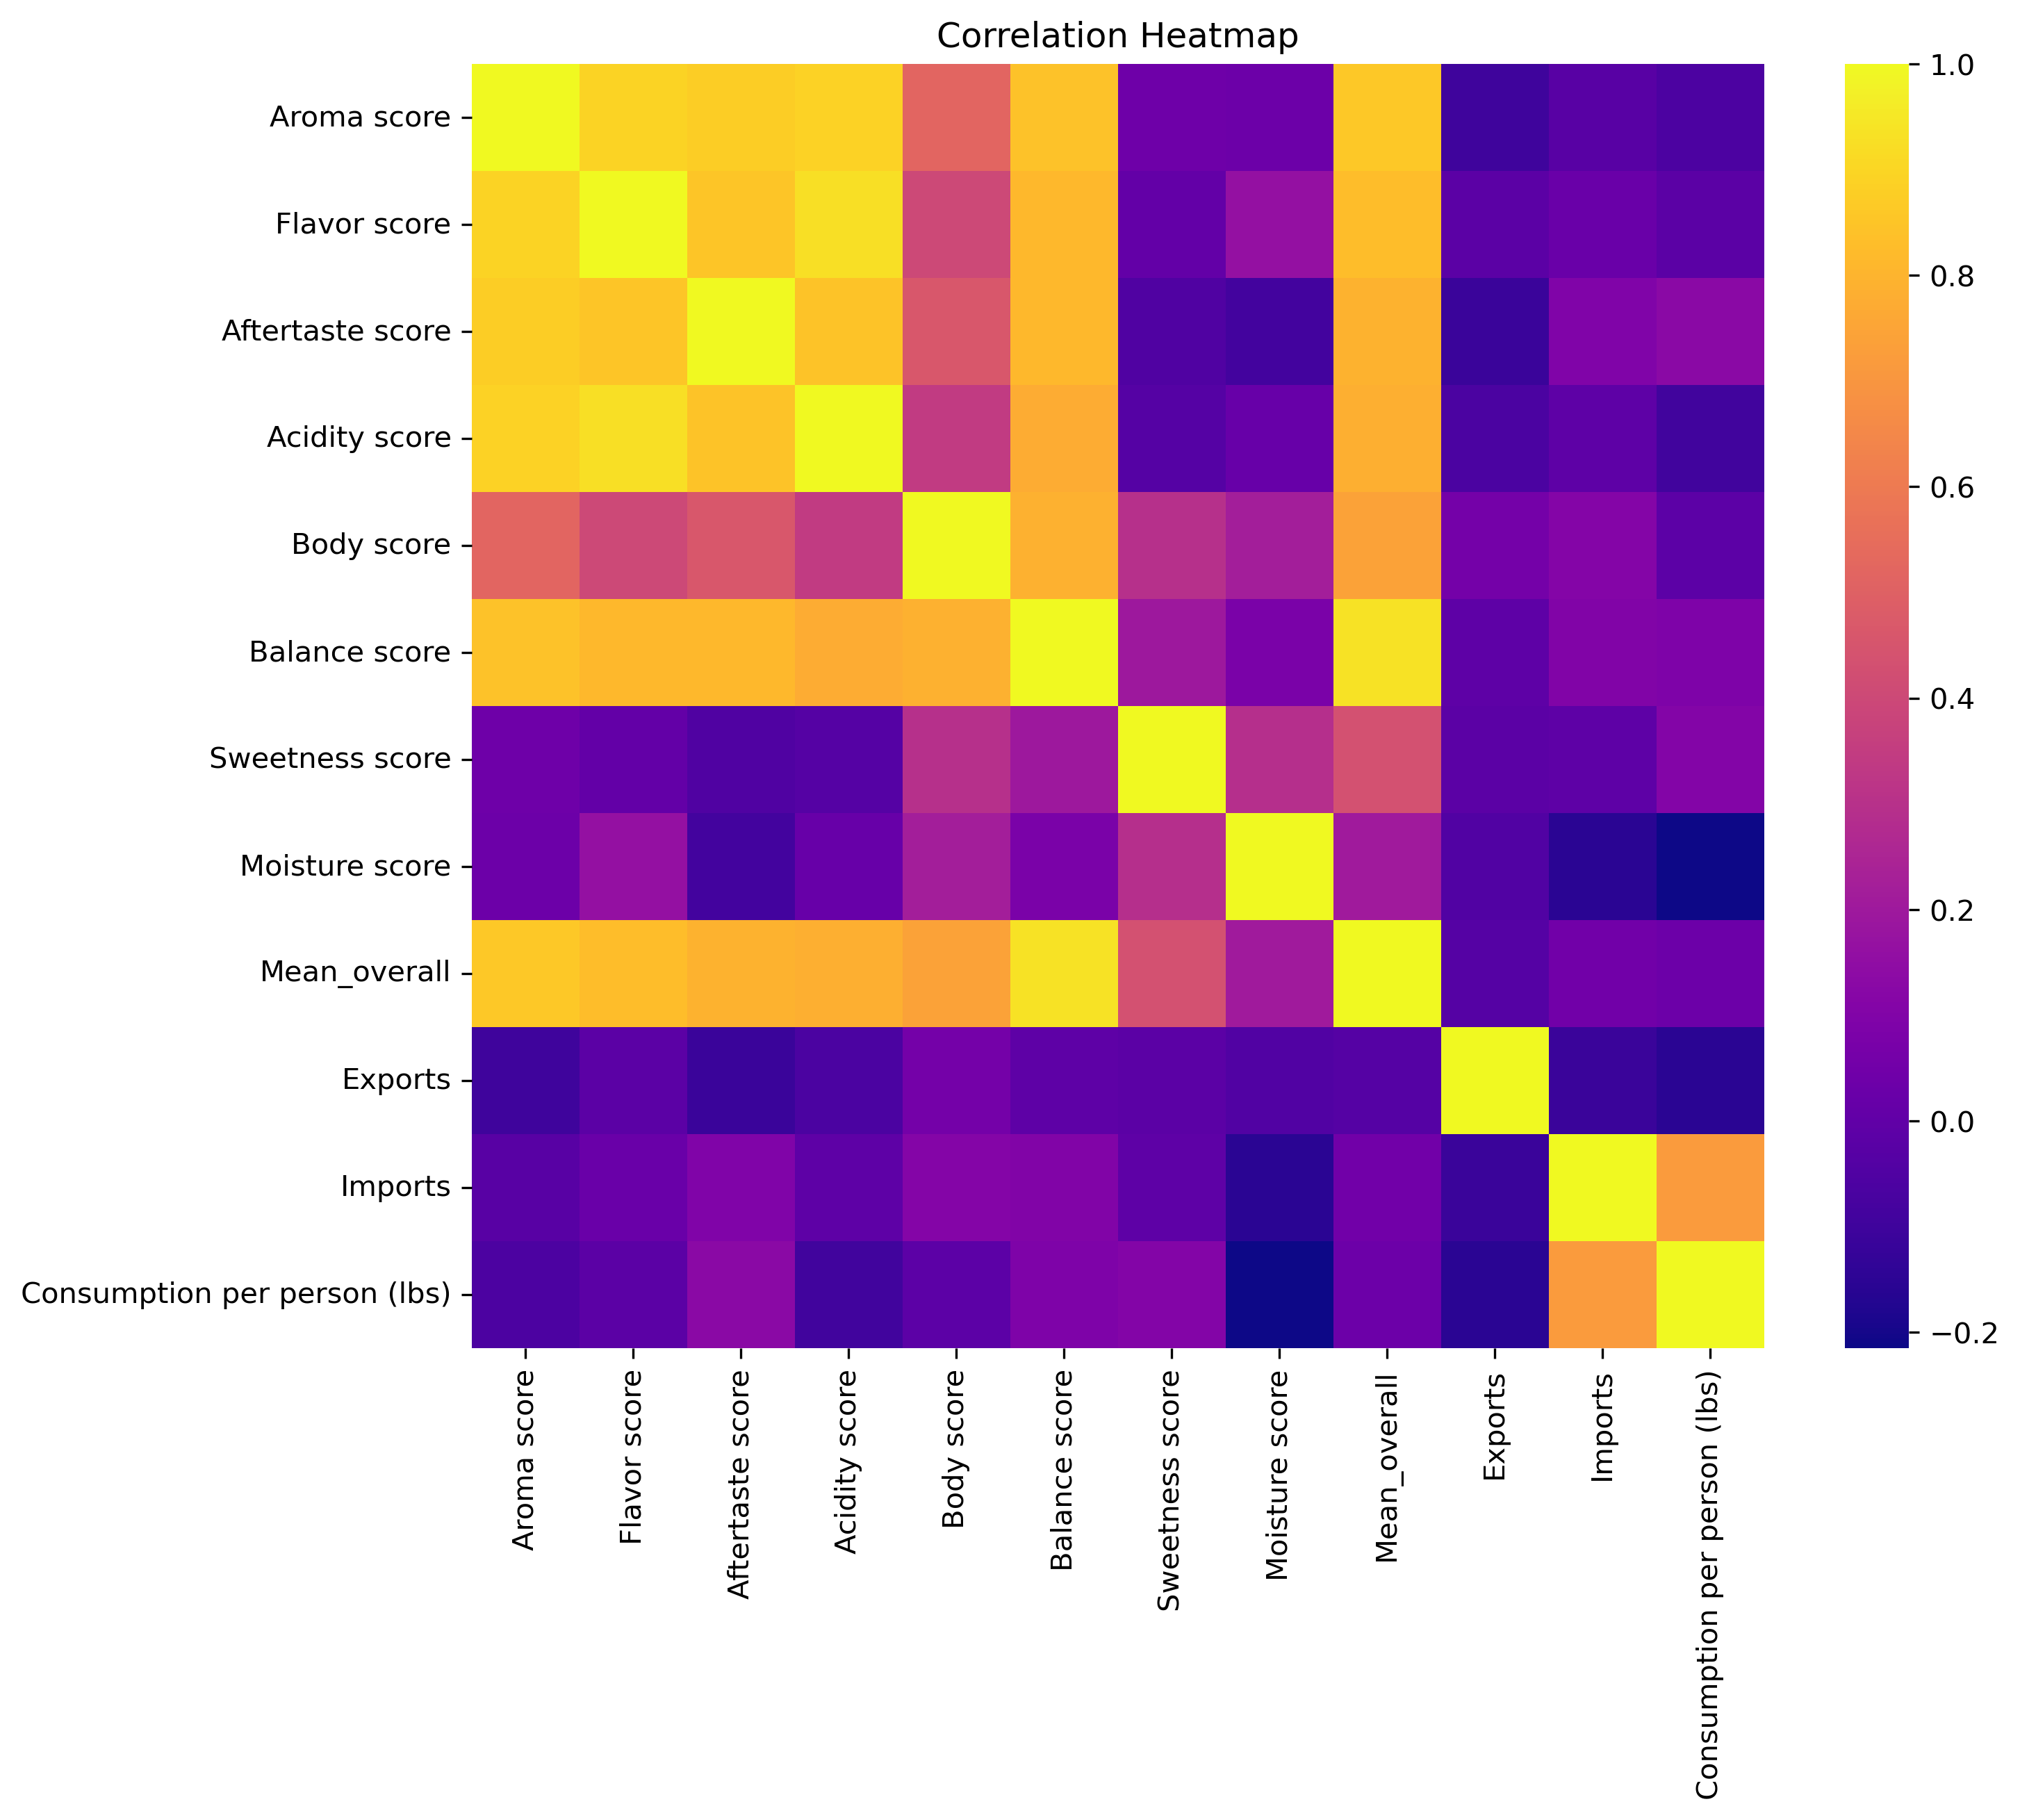 Correlation Heatmap
Aroma score
Flavor score
Aftertaste score
Acidity score
Body score
Balance score
Sweetness score
Moisture score
Mean_overall
Exports
Imports
Consumption per person (lbs)
Aroma score
Flavor score
Aftertaste score
Acidity score
Body score
Balance score
Sweetness score
Moisture score
Mean_overall
Exports
Imports
Consumption per person (lbs)
1.0
0.8
0.6
0.4
0.2
0.0
−0.2